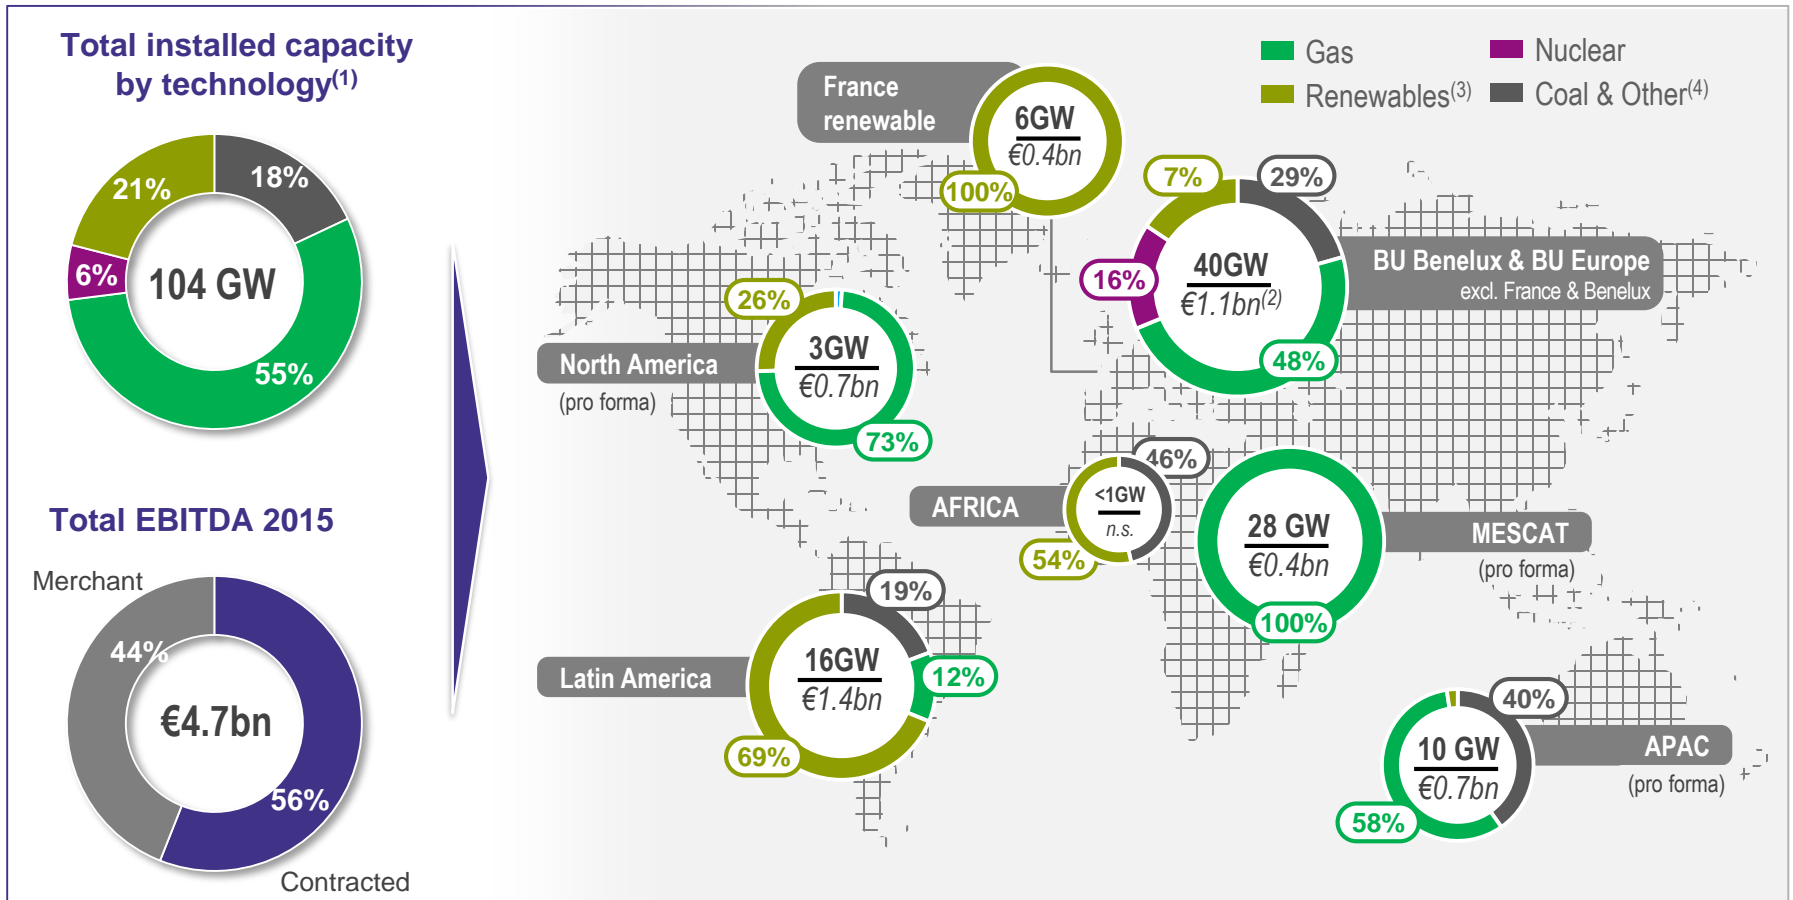 Total installed capacity
by technology(1)
21%
18%
6%
104 GW
55%
Total EBITDA 2015
Merchant
44%
€4.7bn
56%
Contracted
Gas
Nuclear
Renewables(3)
Coal & Other(4)
France
renewable
6GW
€0.4bn
100%
7%
29%
16%
40GW
€1.1bn(2)
48%
BU Benelux & BU Europe
excl. France & Benelux
26%
North America
(pro forma)
3GW
€0.7bn
73%
AFRICA
46%
<1GW
n.s.
54%
28 GW
€0.4bn
100%
MESCAT
(pro forma)
Latin America
19%
16GW
€1.4bn
12%
69%
40%
10 GW
€0.7bn
58%
APAC
(pro forma)